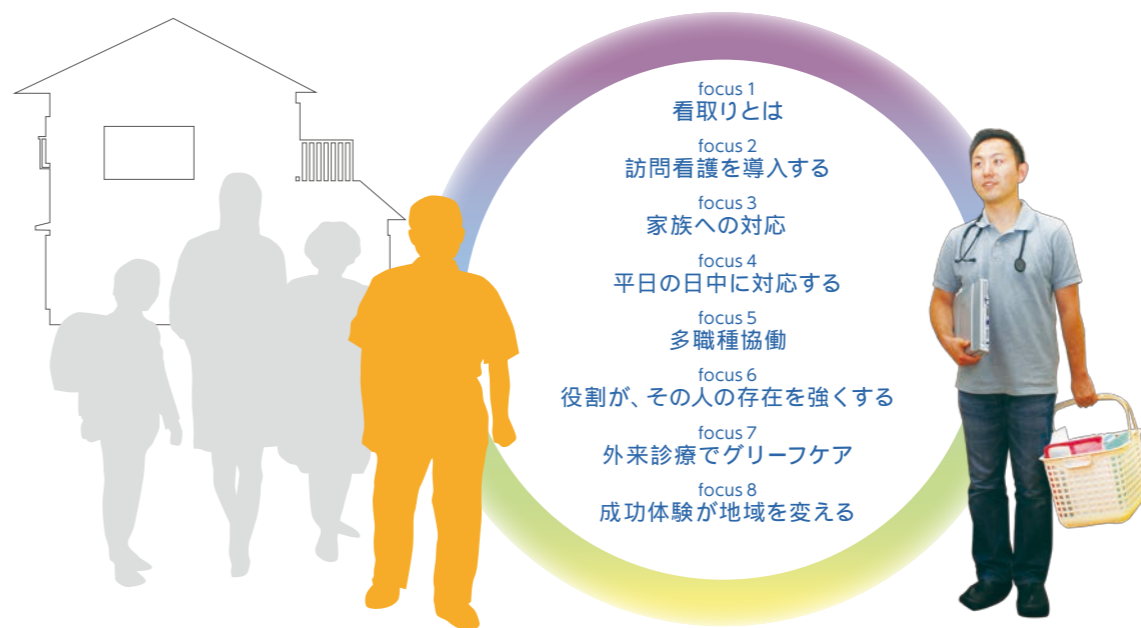 focus 1
看取りとは
focus 2
訪問看護を導入する
focus 3
家族への対応
focus 4
平日の日中に対応する
focus 5
多職種協働
focus 6
役割が、その人の存在を強くする
focus 7
外来診療でグリーフケア
focus 8
成功体験が地域を変える